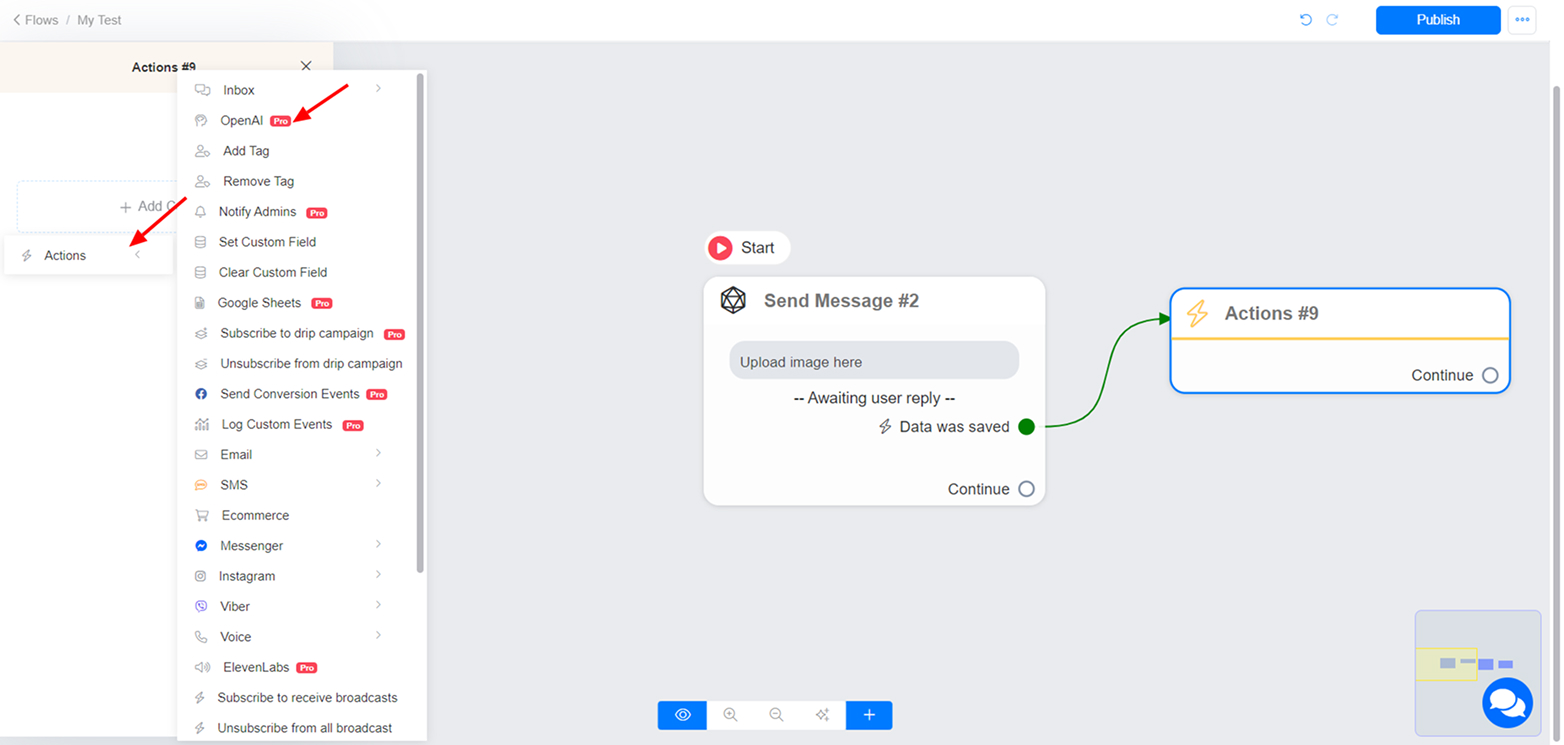 Flows / My Test
Publish
Actions #9
Add C
Actions
Inbox
OpenAI Pro
Add Tag
Remove Tag
Notify Admins Pro
Set Custom Field
Clear Custom Field
Google Sheets Pro
Subscribe to drip campaign Pro
Unsubscribe from drip campaign
Send Conversion Events Pro
Log Custom Events Pro
Email
SMS
Ecommerce
Messenger
Instagram
Viber
Voice
ElevenLabs Pro
Subscribe to receive broadcasts
Unsubscribe from all broadcast
Start
Send Message #2
Upload image here
-- Awaiting user reply --
Data was saved
Continue
Actions #9
Continue